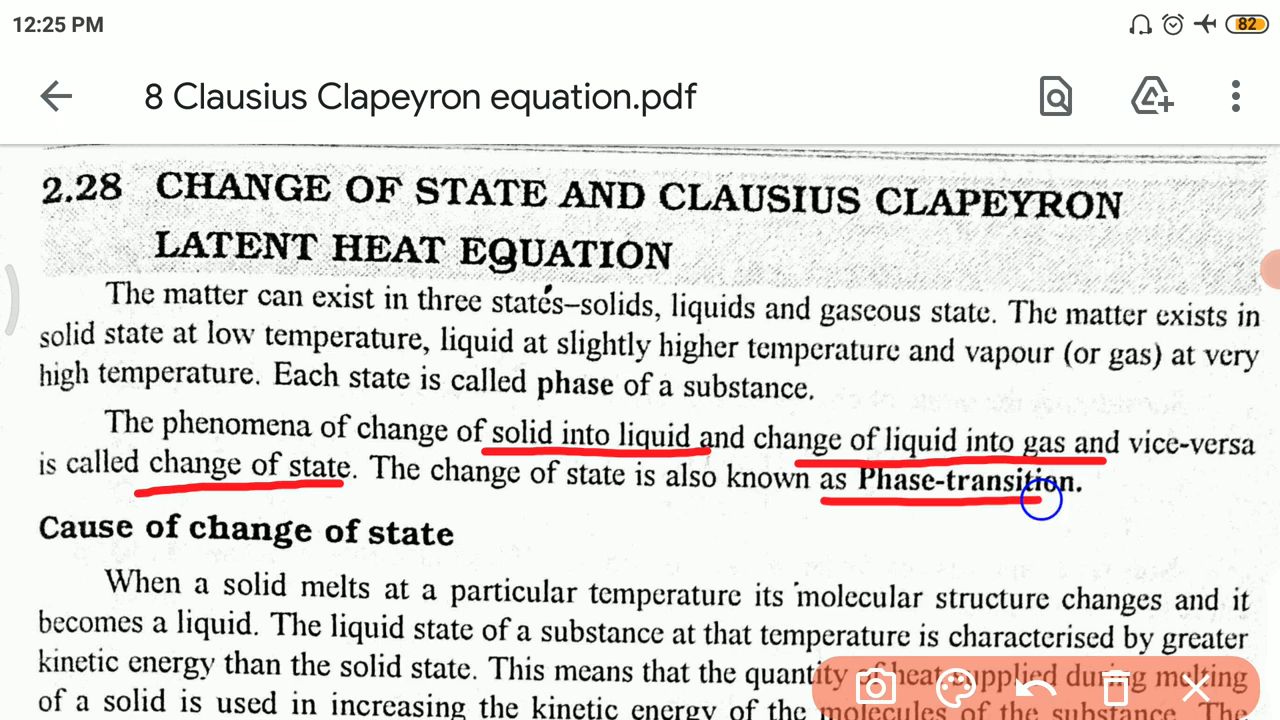 12:25 PM
82
8 Clausius Clapeyron equation.pdf
2.28 CHANGE OF STATE AND CLAUSIUS CLAPEYRON
LATENT HEAT EQUATION
The matter can exist in three states–solids, liquids and gaseous state. The matter exists in
solid state at low temperature, liquid at slightly higher temperature and vapour (or gas) at very
high temperature. Each state is called phase of a substance.
The phenomena of change of solid into liquid and change of liquid into gas and vice-versa
is called change of state. The change of state is also known as Phase-transition.
Cause of change of state
When a solid melts at a particular temperature its molecular structure changes and it
becomes a liquid. The liquid state of a substance at that temperature is characterised by greater
kinetic energy than the solid state. This means that the quantity of heat supplied during melting
of a solid is used in increasing the kinetic energy of the molecules of the substance. The